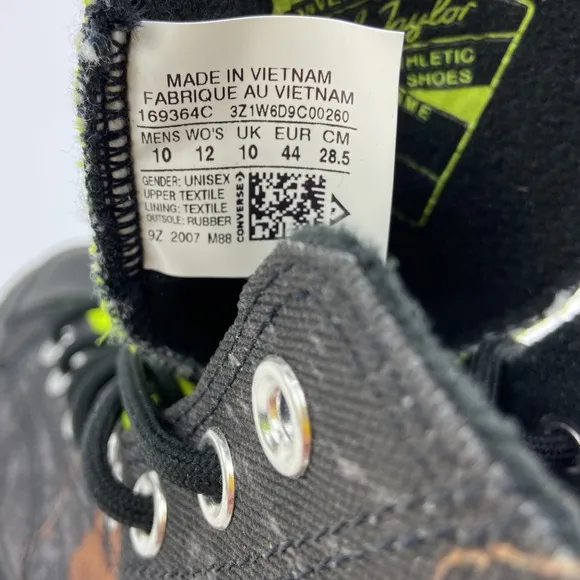 Taylor
HLETIC
SHOES
ME
MADE IN VIETNAM
FABRIQUE AU VIETNAM
169364C 3Z1W6D9C00260
MENS WO'S UK EUR CM
10 12 10 44 28.5
GENDER: UNISEX
UPPER TEXTILE
LINING: TEXTILE
OUTSOLE: RUBBER
9Z 2007 M88
CONVERSE